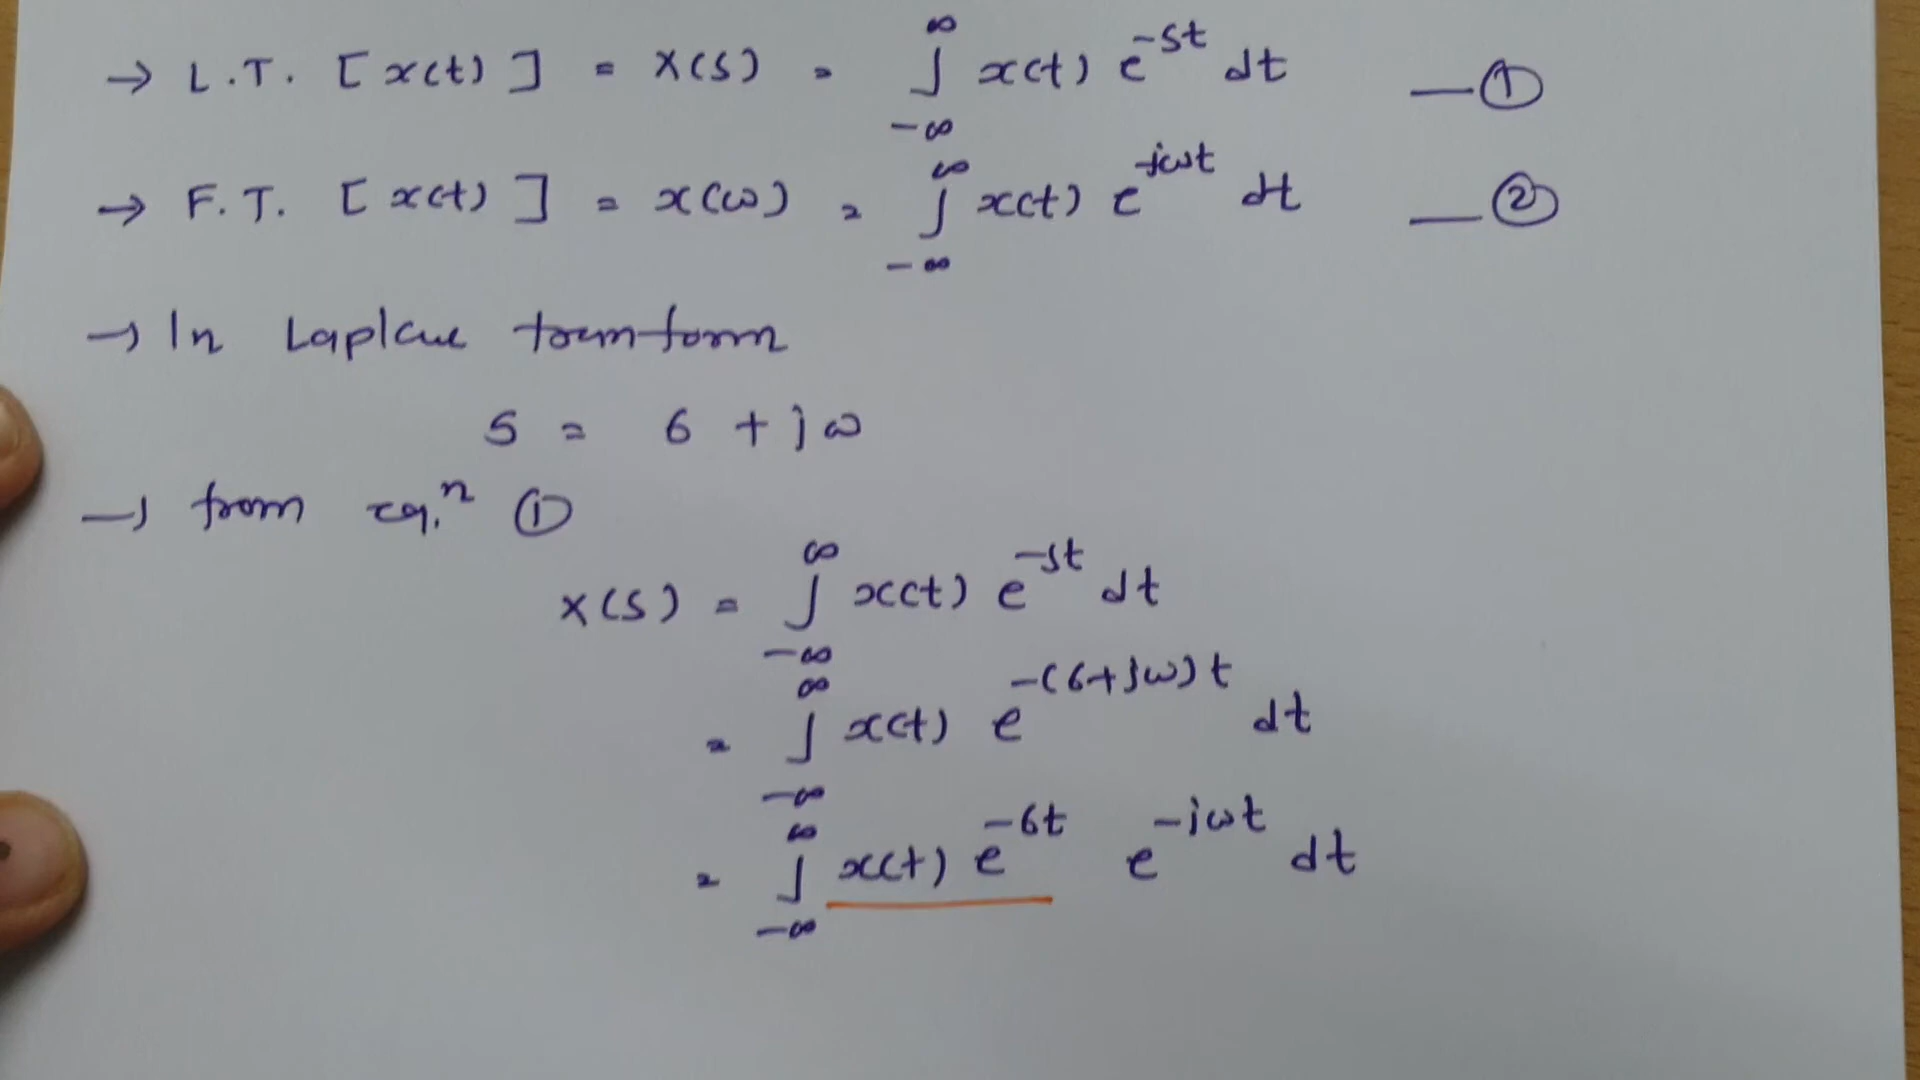 → L.T. [x(t)] = X(s) = ∫_{-∞}^{∞} x(t) e^{-st} dt —①
→ F.T. [x(t)] = x(ω) = ∫_{-∞}^{∞} x(t) e^{-jωt} dt —②
→ In Laplace transform
s = σ + jω
→ from eq.ⁿ ①
X(s) = ∫_{-∞}^{∞} x(t) e^{-st} dt
= ∫_{-∞}^{∞} x(t) e^{-(σ+jω)t} dt
= ∫_{-∞}^{∞} x(t) e^{-σt} e^{-jωt} dt